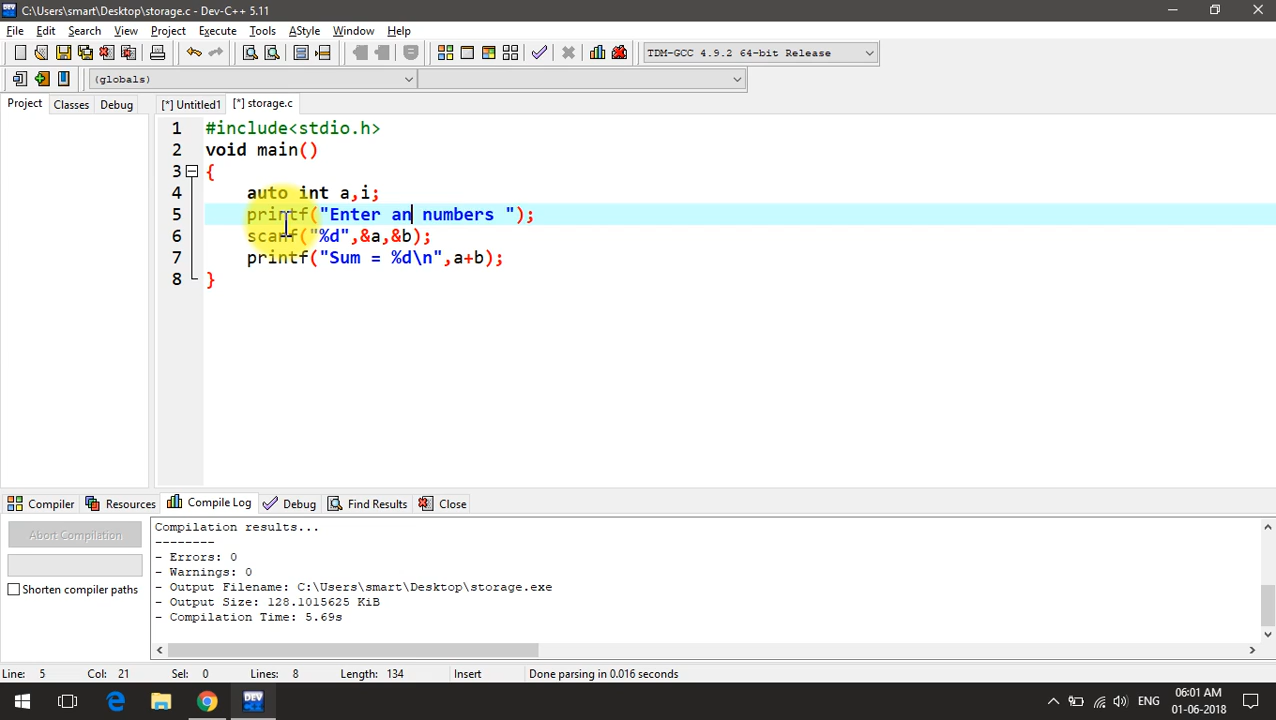 C:\Users\smart\Desktop\storage.c - Dev-C++ 5.11
File Edit Search View Project Execute Tools AStyle Window Help
TDM-GCC 4.9.2 64-bit Release
(globals)
Project Classes Debug [*] Untitled1 [*] storage.c
1 #include<stdio.h>
2 void main()
3 {
4 auto int a,i;
5 printf("Enter an numbers ");
6 scanf("%d",&a,&b);
7 printf("Sum = %d\n",a+b);
8 }
Compiler Resources Compile Log Debug Find Results Close
Abort Compilation
Shorten compiler paths
Compilation results...
--------
- Errors: 0
- Warnings: 0
- Output Filename: C:\Users\smart\Desktop\storage.exe
- Output Size: 128.1015625 KiB
- Compilation Time: 5.69s
Line: 5 Col: 21 Sel: 0 Lines: 8 Length: 134 Insert Done parsing in 0.016 seconds
DEV
ENG
06:01 AM
01-06-2018